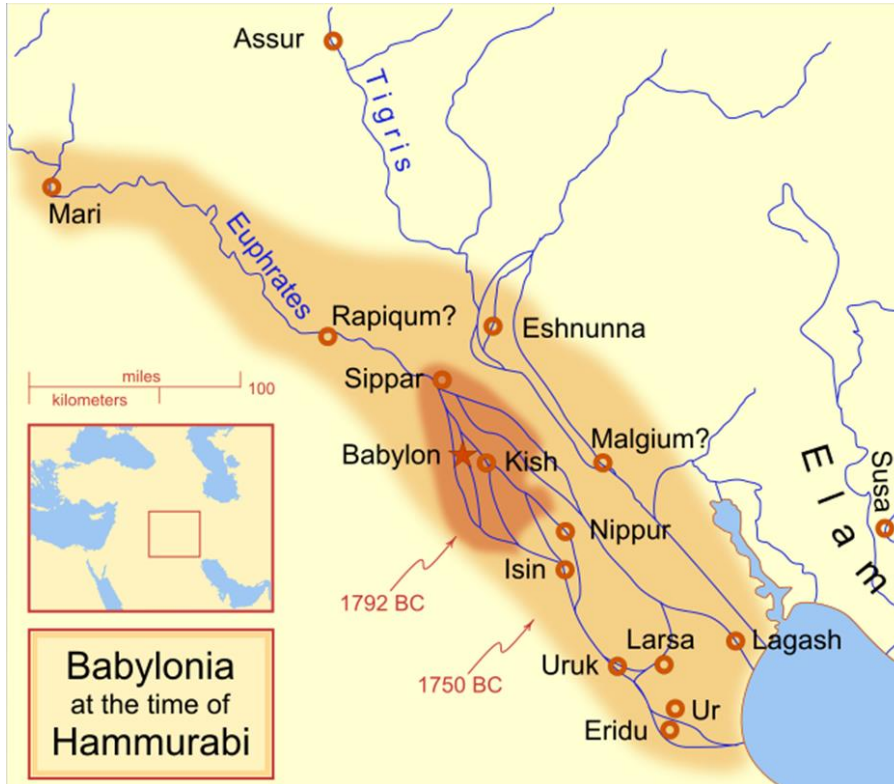 Assur
Tigris
Mari
Euphrates
Rapiqum?
Eshnunna
Sippar
miles
kilometers
100
Babylon
Kish
Malgium?
Elam
Susa
Nippur
Isin
1792 BC
Larsa
Lagash
Uruk
1750 BC
Ur
Eridu
Babylonia
at the time of
Hammurabi